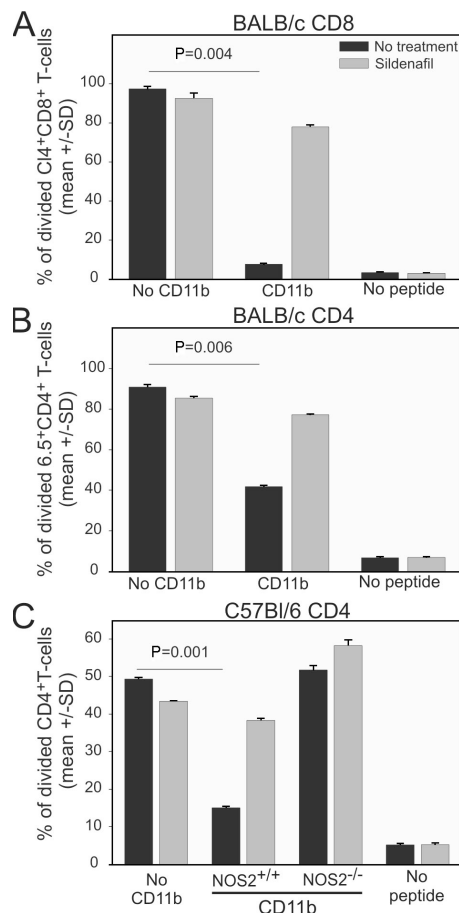 A
BALB/c CD8
No treatment
Sildenafil
P=0.004
% of divided Cl4⁺CD8⁺ T-cells
(mean +/-SD)
100
80
60
40
20
0
No CD11b
CD11b
No peptide
B
BALB/c CD4
P=0.006
% of divided 6.5⁺CD4⁺ T-cells
(mean +/-SD)
100
80
60
40
20
0
No CD11b
CD11b
No peptide
C
C57Bl/6 CD4
P=0.001
% of divided CD4⁺T-cells
(mean +/-SD)
60
50
40
30
20
10
0
No
CD11b
NOS2⁺/⁺
NOS2⁻/⁻
CD11b
No
peptide